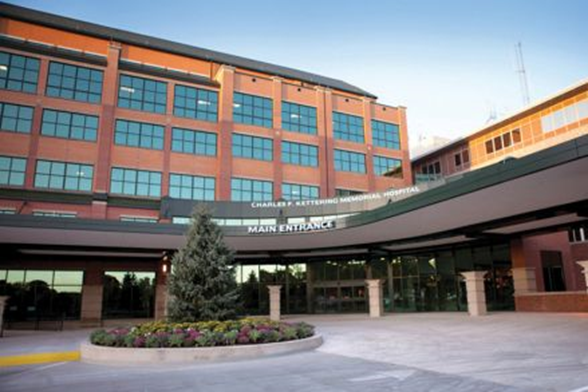 CHARLES F. KETTERING MEMORIAL HOSPITAL
MAIN ENTRANCE